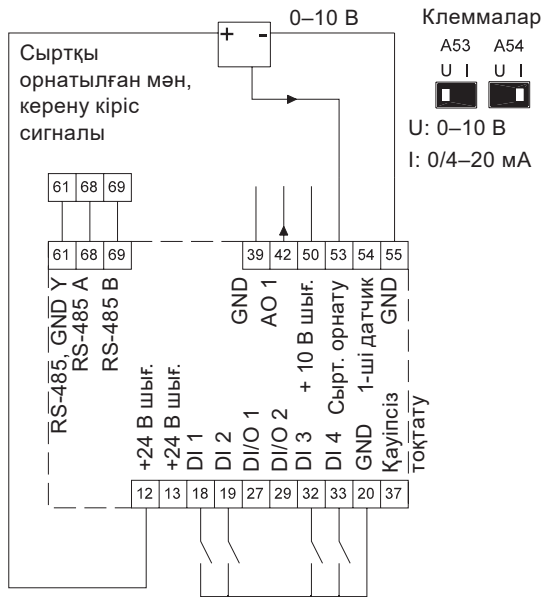 0–10 В
Клеммалар
A53 A54
U I U I
U: 0–10 В
I: 0/4–20 мА
+ -
Сыртқы
орнатылған мән,
керену кіріс
сигналы
61 68 69
61 68 69
39 42 50 53 54 55
RS-485, GND Y
RS-485 A
RS-485 B
GND
AO 1
+ 10 В шығ.
Сырт. орнату
1-ші датчик
GND
+24 В шығ.
+24 В шығ.
DI 1
DI 2
DI/O 1
DI/O 2
DI 3
DI 4
GND
Қауіпсіз
тоқтату
12 13 18 19 27 29 32 33 20 37